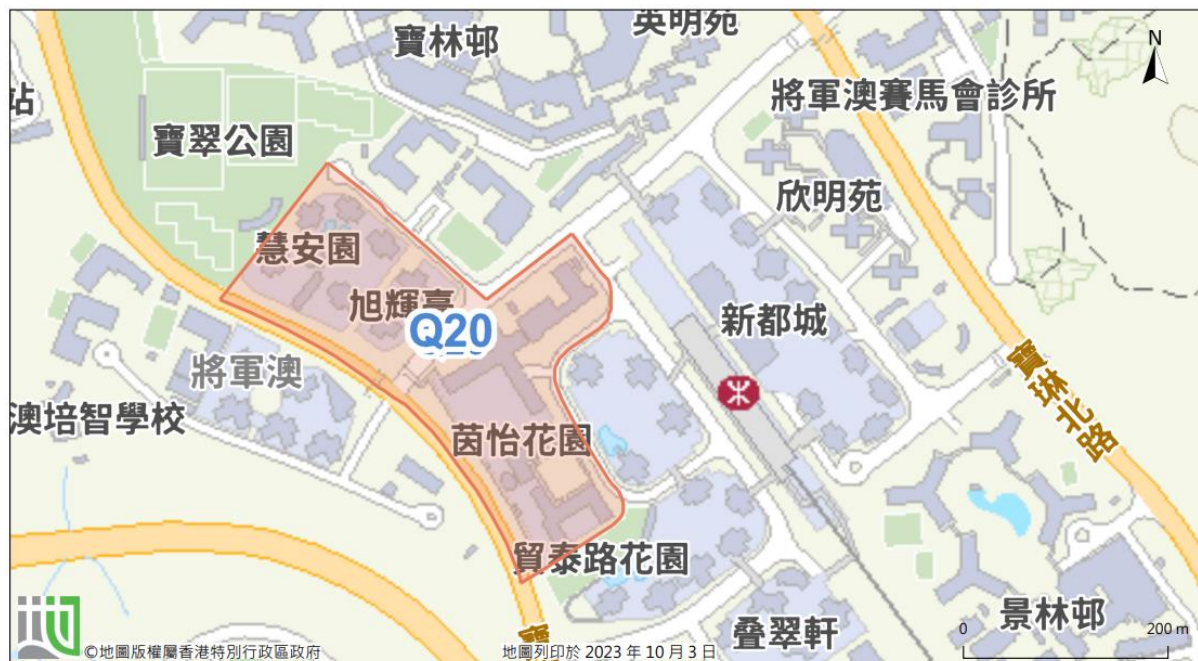 英明苑
寶林邨
N
站
將軍澳賽馬會診所
寶翠公園
欣明苑
慧安園
旭輝臺
Q20
新都城
將軍澳
寶琳北路
澳培智學校
茵怡花園
貿泰路花園
景林邨
疊翠軒
寶
0
200 m
©地圖版權屬香港特別行政區政府
地圖列印於 2023 年 10 月 3 日